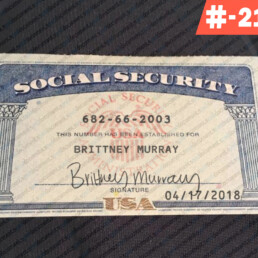 SOCIAL SECURITY
682-66-2003
THIS NUMBER HAS BEEN ESTABLISHED FOR
BRITTNEY MURRAY
Brittney Murray
SIGNATURE
04/17/2018
USA